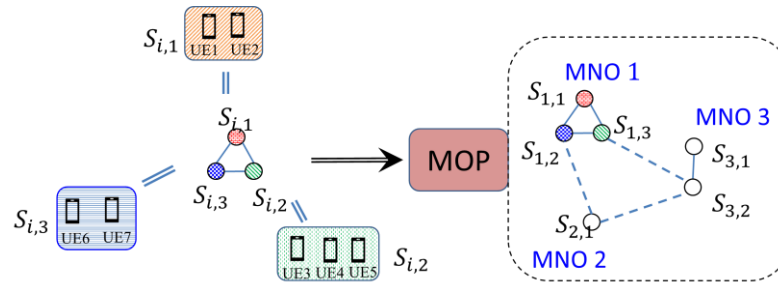 S_{i,1}
UE1 UE2
S_{i,1}
S_{i,3}
S_{i,2}
S_{i,3}
UE6 UE7
UE3 UE4 UE5
S_{i,2}
MOP
MNO 1
S_{1,1}
S_{1,2}
S_{1,3}
MNO 3
S_{3,1}
S_{3,2}
S_{2,1}
MNO 2